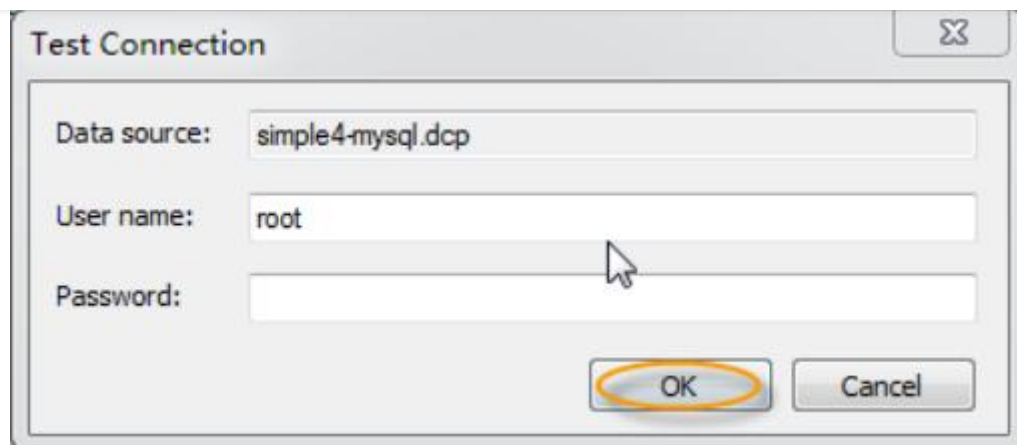 Test Connection
Data source: simple4-mysql.dcp
User name: root
Password:
OK Cancel